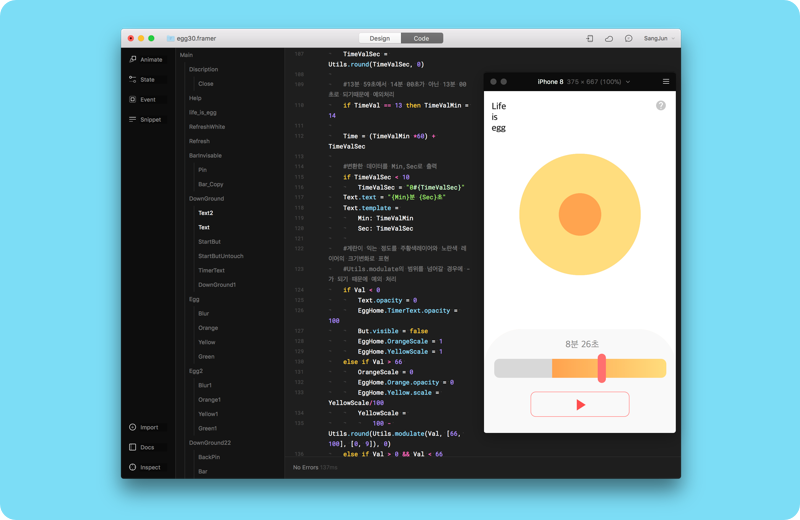 egg30.framer
Design
Code
SangJun
Animate
State
Event
Snippet
Import
Docs
Inspect
Main
Discription
Close
Help
life_is_egg
RefreshWhite
Refresh
BarInvisable
Pin
Bar_Copy
DownGround
Text2
Text
StartBut
StartButUntouch
TimerText
DownGround1
Egg
Blur
Orange
Yellow
Green
Egg2
Blur1
Orange1
Yellow1
Green1
DownGround22
BackPin
Bar
107 TimeValSec =
Utils.round(TimeValSec, 0)
108
109 #13분 59초에서 14분 00초가 아닌 13분 00
초로 되기때문에 예외처리
110 if TimeVal == 13 then TimeValMin =
14
111
112 Time = (TimeValMin *60) +
TimeValSec
113
114 #변환한 데이터를 Min,Sec로 출력
115 if TimeValSec < 10
116 TimeValSec = "0#{TimeValSec}"
117 Text.text = "{Min}분 {Sec}초"
118 Text.template =
119 Min: TimeValMin
120 Sec: TimeValSec
121
122 #계란이 익는 정도를 주황색레이어와 노란색 레
이어의 크기변화로 표현
123 #Utils.modulate의 범위를 넘어갈 경우에 -
가 되기 때문에 예외 처리
124 if Val < 0
125 Text.opacity = 0
126 EggHome.TimerText.opacity =
100
127 But.visible = false
128 EggHome.OrangeScale = 1
129 EggHome.YellowScale = 1
130 else if Val > 66
131 OrangeScale = 0
132 EggHome.Orange.opacity = 0
133 EggHome.Yellow.scale =
YellowScale/100
134 YellowScale =
135 100 -
Utils.round(Utils.modulate(Val, [66,
100], [0, 9]), 0)
136 else if Val > 0 && Val < 66
No Errors 137ms
iPhone 8 375 × 667 (100%)
Life
is
egg
?
8분 26초